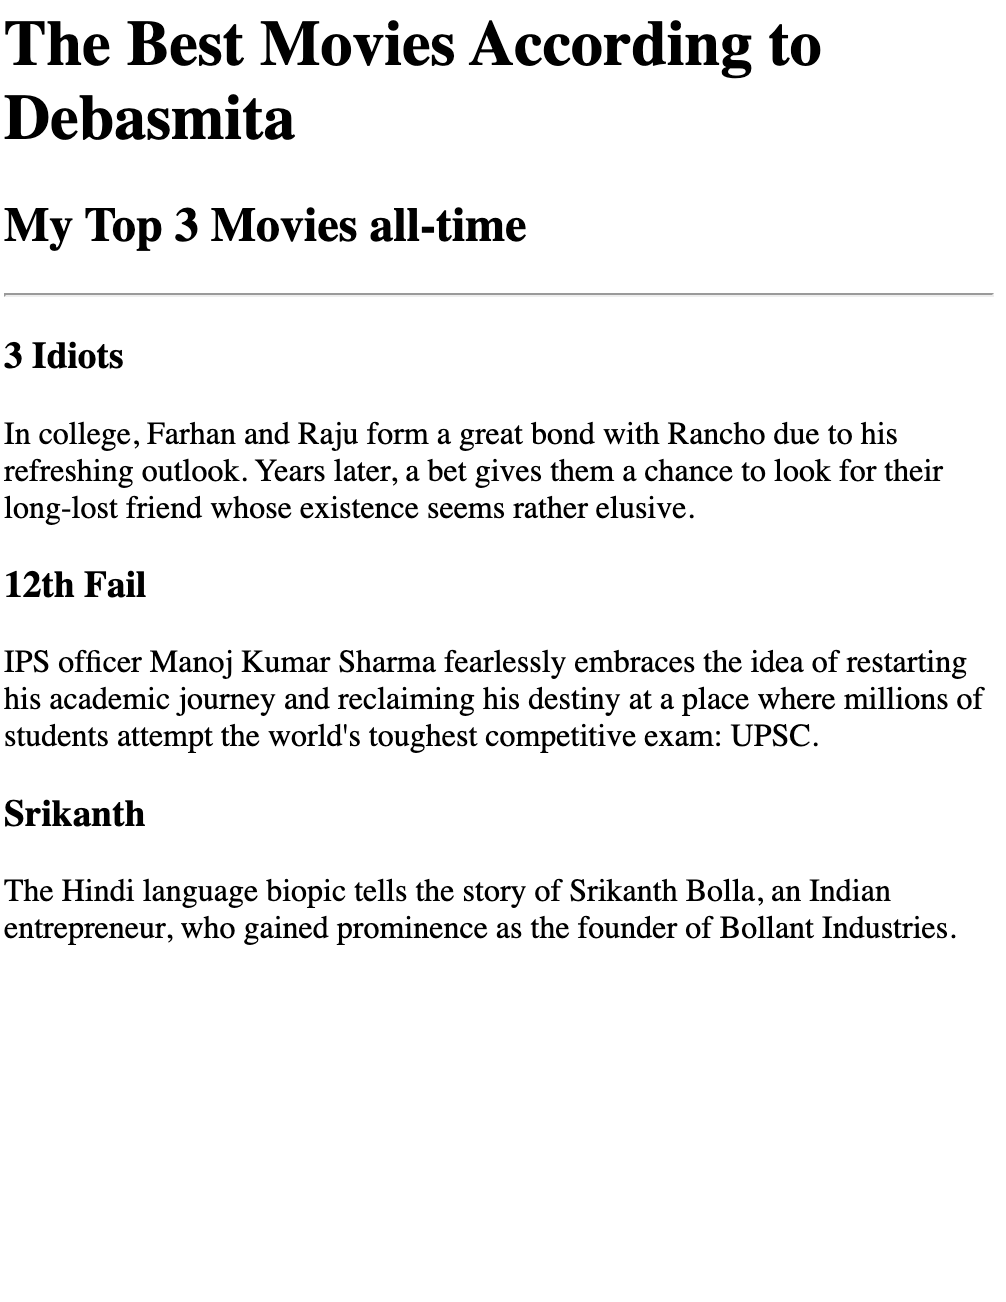 The Best Movies According to
Debasmita
My Top 3 Movies all-time
3 Idiots
In college, Farhan and Raju form a great bond with Rancho due to his
refreshing outlook. Years later, a bet gives them a chance to look for their
long-lost friend whose existence seems rather elusive.
12th Fail
IPS officer Manoj Kumar Sharma fearlessly embraces the idea of restarting
his academic journey and reclaiming his destiny at a place where millions of
students attempt the world's toughest competitive exam: UPSC.
Srikanth
The Hindi language biopic tells the story of Srikanth Bolla, an Indian
entrepreneur, who gained prominence as the founder of Bollant Industries.